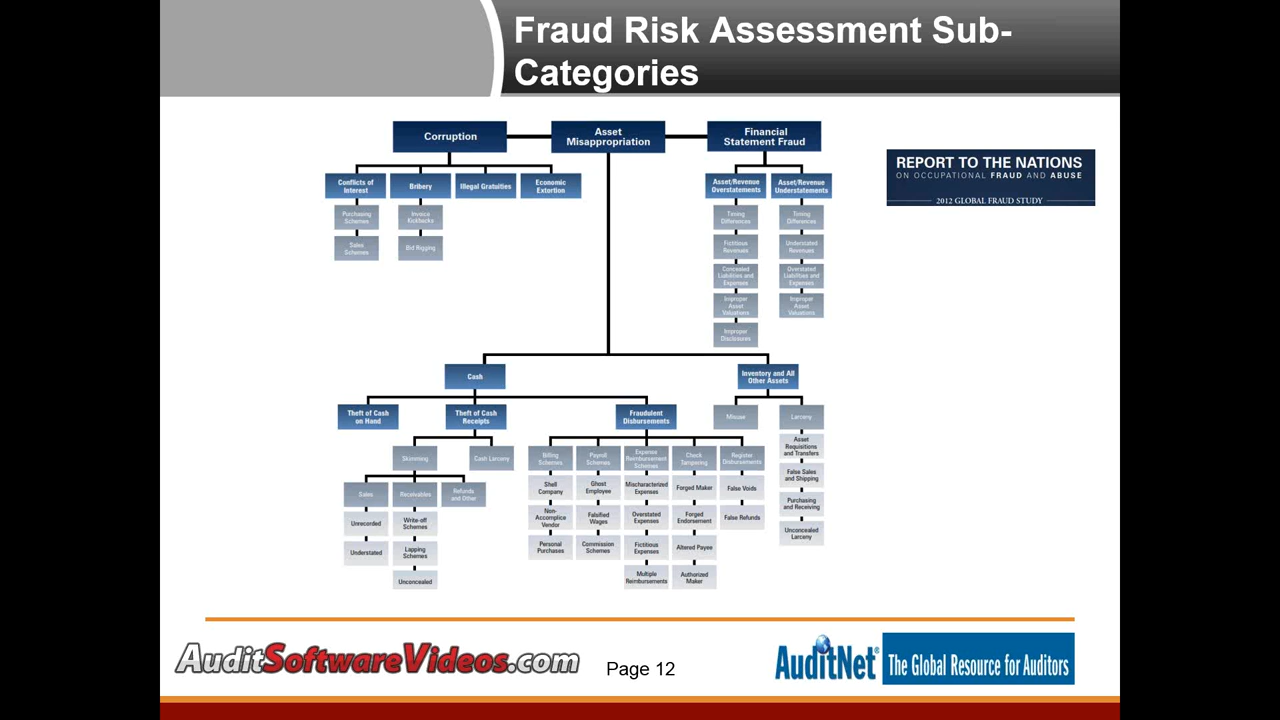 Fraud Risk Assessment Sub-
Categories
Corruption
Asset
Misappropriation
Financial
Statement Fraud
REPORT TO THE NATIONS
ON OCCUPATIONAL FRAUD AND ABUSE
2012 GLOBAL FRAUD STUDY
Conflicts of
Interest
Purchasing
Schemes
Sales
Schemes
Bribery
Invoice
Kickbacks
Bid Rigging
Illegal Gratuities
Economic
Extortion
Asset/Revenue
Overstatements
Timing
Differences
Fictitious
Revenues
Concealed
Liabilities and
Expenses
Improper
Asset
Valuations
Improper
Disclosures
Asset/Revenue
Understatements
Timing
Differences
Understated
Revenues
Overstated
Liabilities and
Expenses
Improper
Asset
Valuations
Cash
Inventory and All
Other Assets
Theft of Cash
on Hand
Theft of Cash
Receipts
Fraudulent
Disbursements
Misuse
Larceny
Skimming
Cash Larceny
Sales
Unrecorded
Understated
Receivables
Write-off
Schemes
Lapping
Schemes
Unconcealed
Refunds
and Other
Billing
Schemes
Shell
Company
Non-
Accomplice
Vendor
Personal
Purchases
Payroll
Schemes
Ghost
Employee
Falsified
Wages
Commission
Schemes
Expense
Reimbursement
Schemes
Mischaracterized
Expenses
Overstated
Expenses
Fictitious
Expenses
Multiple
Reimbursements
Check
Tampering
Forged Maker
Forged
Endorsement
Altered Payee
Authorized
Maker
Register
Disbursements
False Voids
False Refunds
Asset
Requisitions
and Transfers
False Sales
and Shipping
Purchasing
and Receiving
Unconcealed
Larceny
AuditSoftwareVideos.com
Page 12
AuditNet®
The Global Resource for Auditors